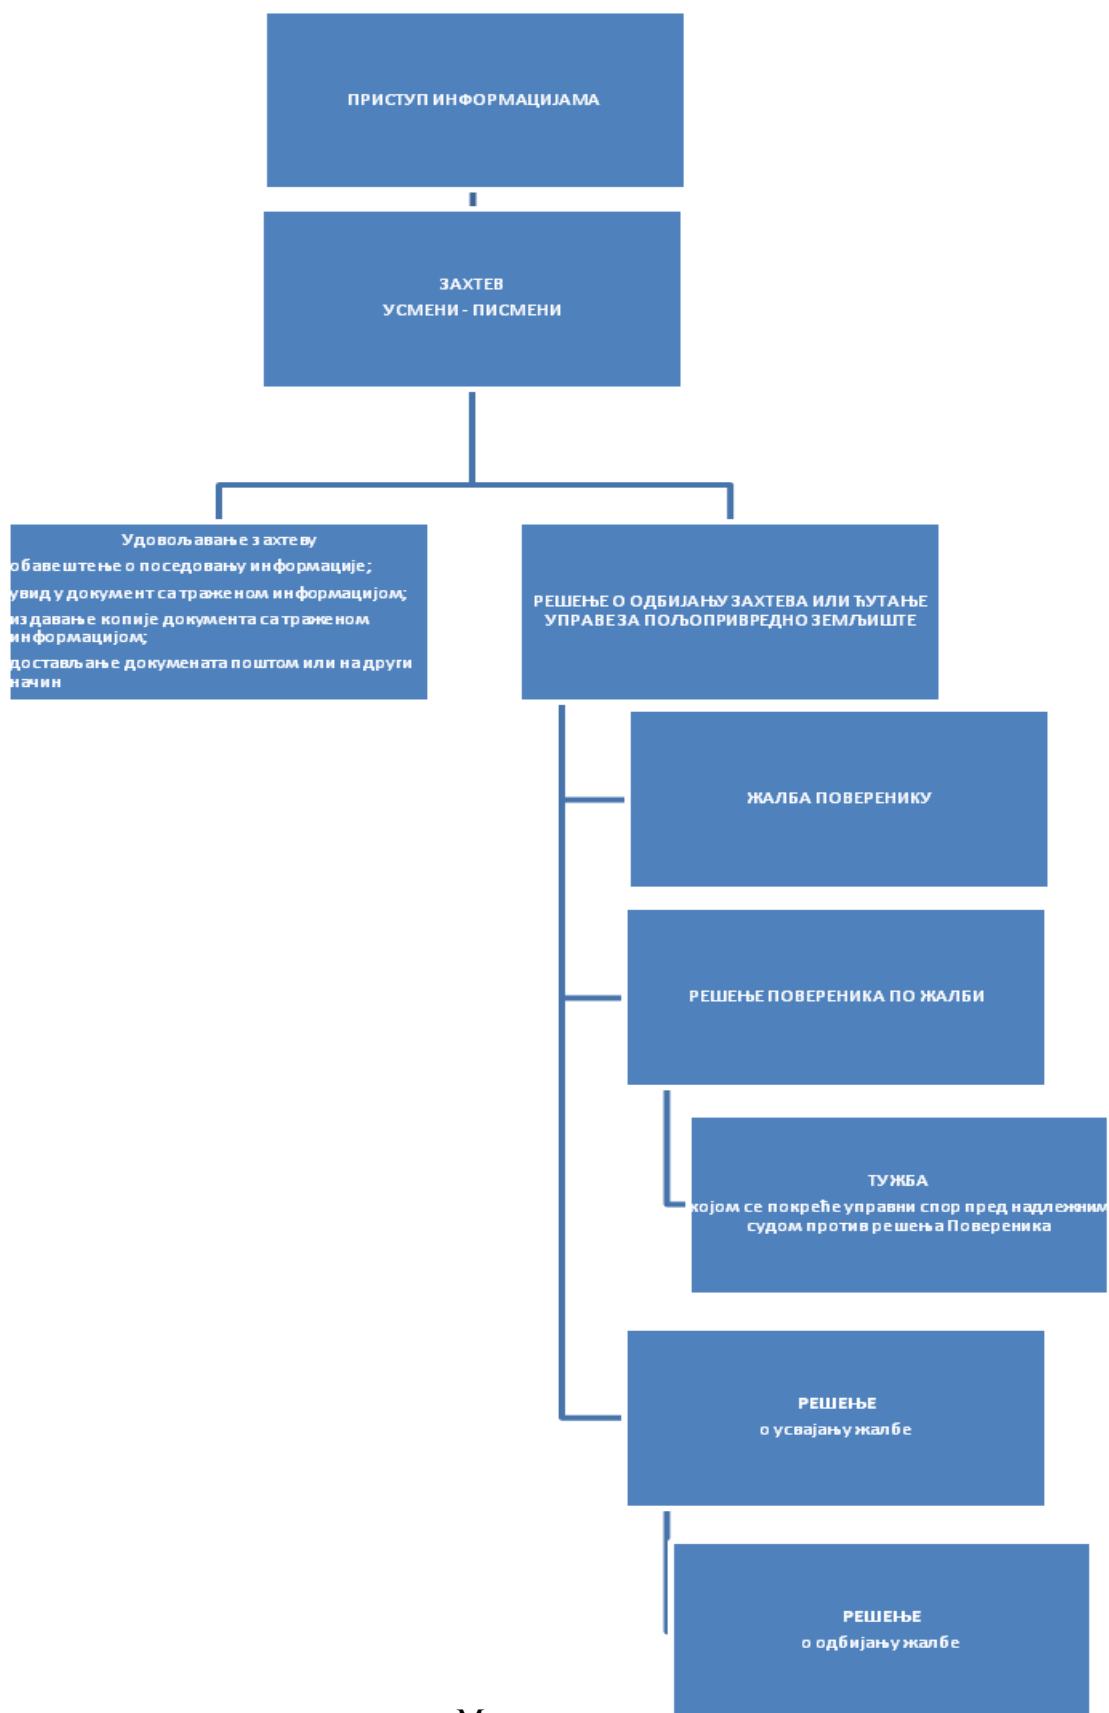 ПРИСТУП ИНФОРМАЦИЈАМА
ЗАХТЕВ
УСМЕНИ - ПИСМЕНИ
Удовољавање захтеву
обавештење о поседовању информације;
увид у документ са траженом информацијом;
издавање копије документа са траженом
информацијом;
достављање докумената поштом или на други
начин
РЕШЕЊЕ О ОДБИЈАЊУ ЗАХТЕВА ИЛИ ЋУТАЊЕ
УПРАВЕ ЗА ПОЉОПРИВРЕДНО ЗЕМЉИШТЕ
ЖАЛБА ПОВЕРЕНИКУ
РЕШЕЊЕ ПОВЕРЕНИКА ПО ЖАЛБИ
ТУЖБА
којом се покреће управни спор пред надлежним
судом против решења Повереника
РЕШЕЊЕ
о усвајању жалбе
РЕШЕЊЕ
о одбијању жалбе